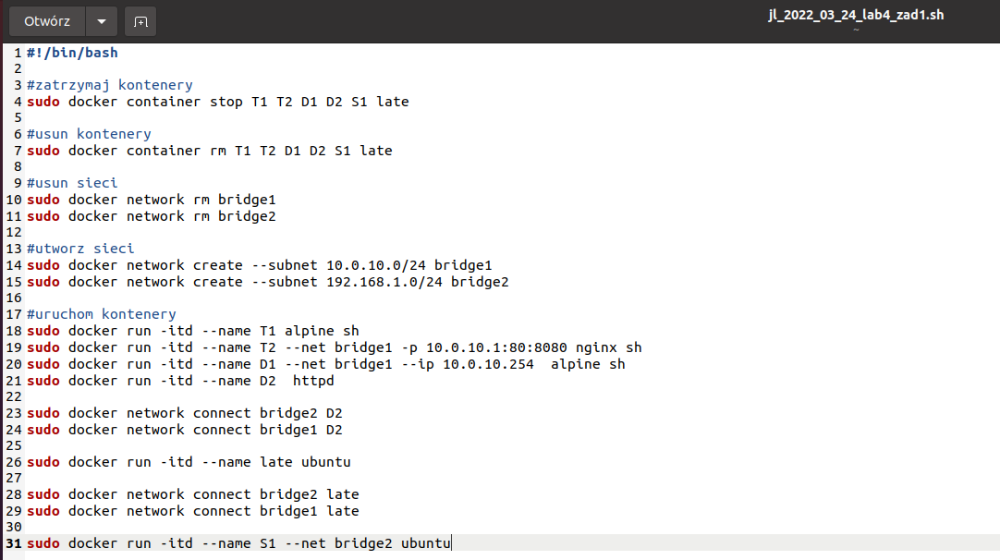 Otwórz
jl_2022_03_24_lab4_zad1.sh
~
1 #!/bin/bash
2
3 #zatrzymaj kontenery
4 sudo docker container stop T1 T2 D1 D2 S1 late
5
6 #usun kontenery
7 sudo docker container rm T1 T2 D1 D2 S1 late
8
9 #usun sieci
10 sudo docker network rm bridge1
11 sudo docker network rm bridge2
12
13 #utworz sieci
14 sudo docker network create --subnet 10.0.10.0/24 bridge1
15 sudo docker network create --subnet 192.168.1.0/24 bridge2
16
17 #uruchom kontenery
18 sudo docker run -itd --name T1 alpine sh
19 sudo docker run -itd --name T2 --net bridge1 -p 10.0.10.1:80:8080 nginx sh
20 sudo docker run -itd --name D1 --net bridge1 --ip 10.0.10.254  alpine sh
21 sudo docker run -itd --name D2  httpd
22
23 sudo docker network connect bridge2 D2
24 sudo docker network connect bridge1 D2
25
26 sudo docker run -itd --name late ubuntu
27
28 sudo docker network connect bridge2 late
29 sudo docker network connect bridge1 late
30
31 sudo docker run -itd --name S1 --net bridge2 ubuntu